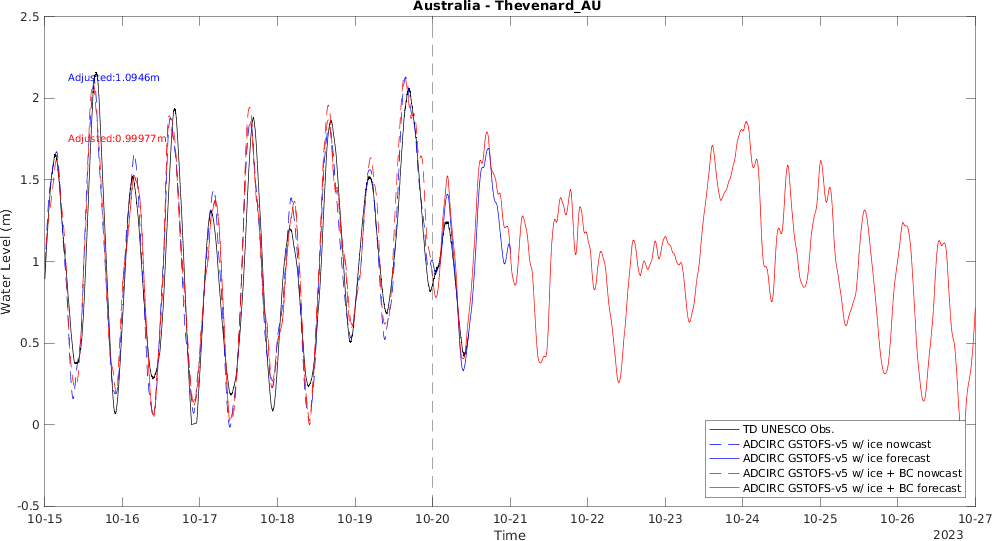 Australia - Thevenard_AU
2.5
2
1.5
1
0.5
0
-0.5
Water Level (m)
Adjusted:1.0946m
Adjusted:0.99977m
TD UNESCO Obs.
ADCIRC GSTOFS-v5 w/ ice nowcast
ADCIRC GSTOFS-v5 w/ ice forecast
ADCIRC GSTOFS-v5 w/ ice + BC nowcast
ADCIRC GSTOFS-v5 w/ ice + BC forecast
10-15 10-16 10-17 10-18 10-19 10-20 10-21 10-22 10-23 10-24 10-25 10-26 10-27
Time
2023